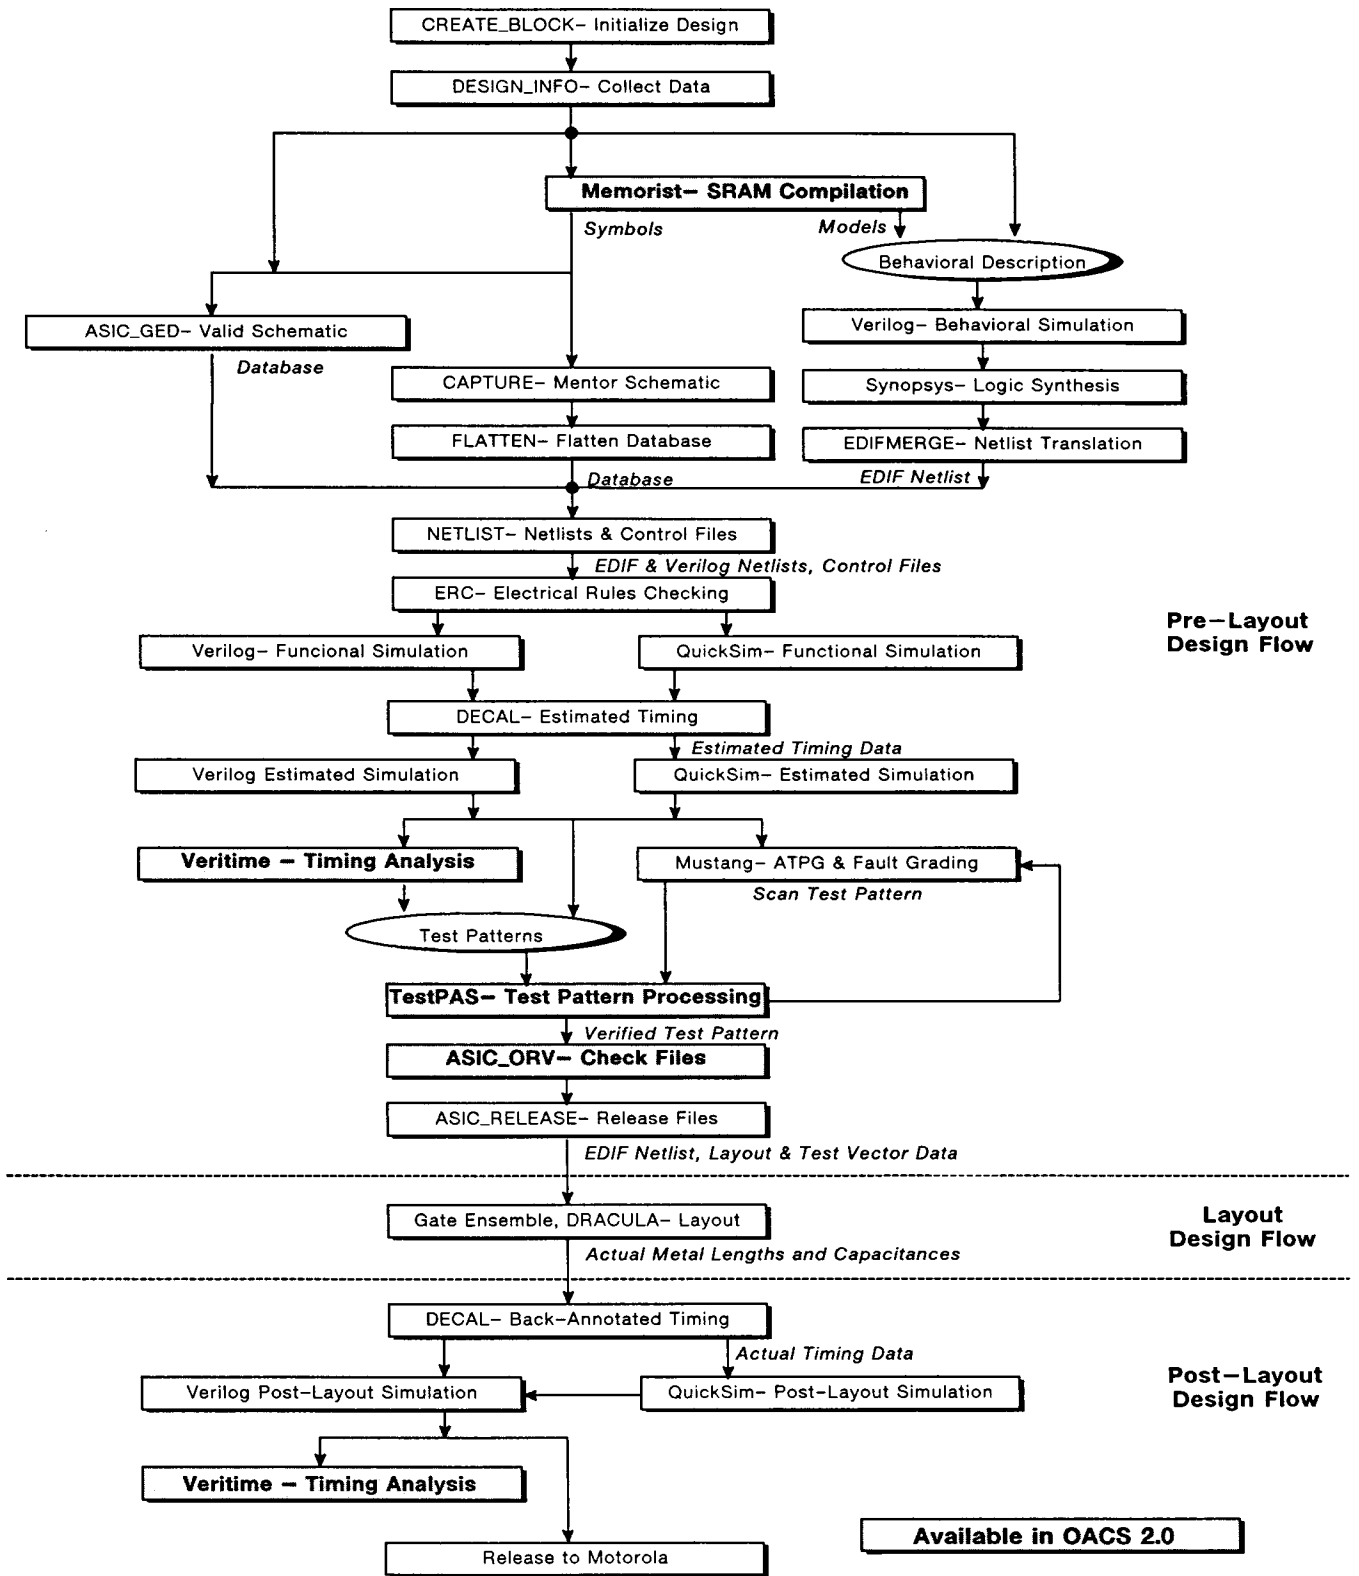 CREATE_BLOCK– Initialize Design
DESIGN_INFO– Collect Data
Memorist– SRAM Compilation
Symbols
Models
Behavioral Description
ASIC_GED– Valid Schematic
Verilog– Behavioral Simulation
Database
CAPTURE– Mentor Schematic
Synopsys– Logic Synthesis
FLATTEN– Flatten Database
EDIFMERGE– Netlist Translation
Database
EDIF Netlist
NETLIST– Netlists & Control Files
EDIF & Verilog Netlists, Control Files
ERC– Electrical Rules Checking
Pre–Layout
Design Flow
Verilog– Funcional Simulation
QuickSim– Functional Simulation
DECAL– Estimated Timing
Estimated Timing Data
Verilog Estimated Simulation
QuickSim– Estimated Simulation
Veritime – Timing Analysis
Mustang– ATPG & Fault Grading
Scan Test Pattern
Test Patterns
TestPAS– Test Pattern Processing
Verified Test Pattern
ASIC_ORV– Check Files
ASIC_RELEASE– Release Files
EDIF Netlist, Layout & Test Vector Data
Gate Ensemble, DRACULA– Layout
Layout
Design Flow
Actual Metal Lengths and Capacitances
DECAL– Back–Annotated Timing
Actual Timing Data
Verilog Post–Layout Simulation
QuickSim– Post–Layout Simulation
Post–Layout
Design Flow
Veritime – Timing Analysis
Available in OACS 2.0
Release to Motorola